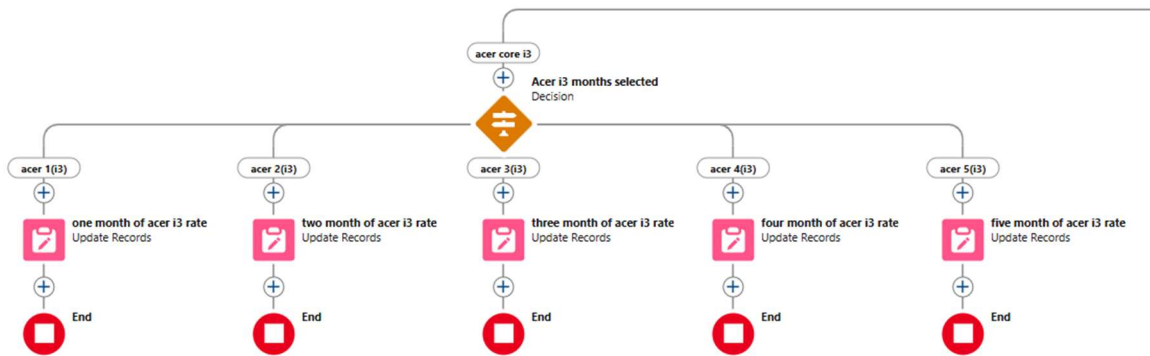 acer core i3
Acer i3 months selected
Decision
acer 1(i3)
acer 2(i3)
acer 3(i3)
acer 4(i3)
acer 5(i3)
one month of acer i3 rate
Update Records
two month of acer i3 rate
Update Records
three month of acer i3 rate
Update Records
four month of acer i3 rate
Update Records
five month of acer i3 rate
Update Records
End
End
End
End
End